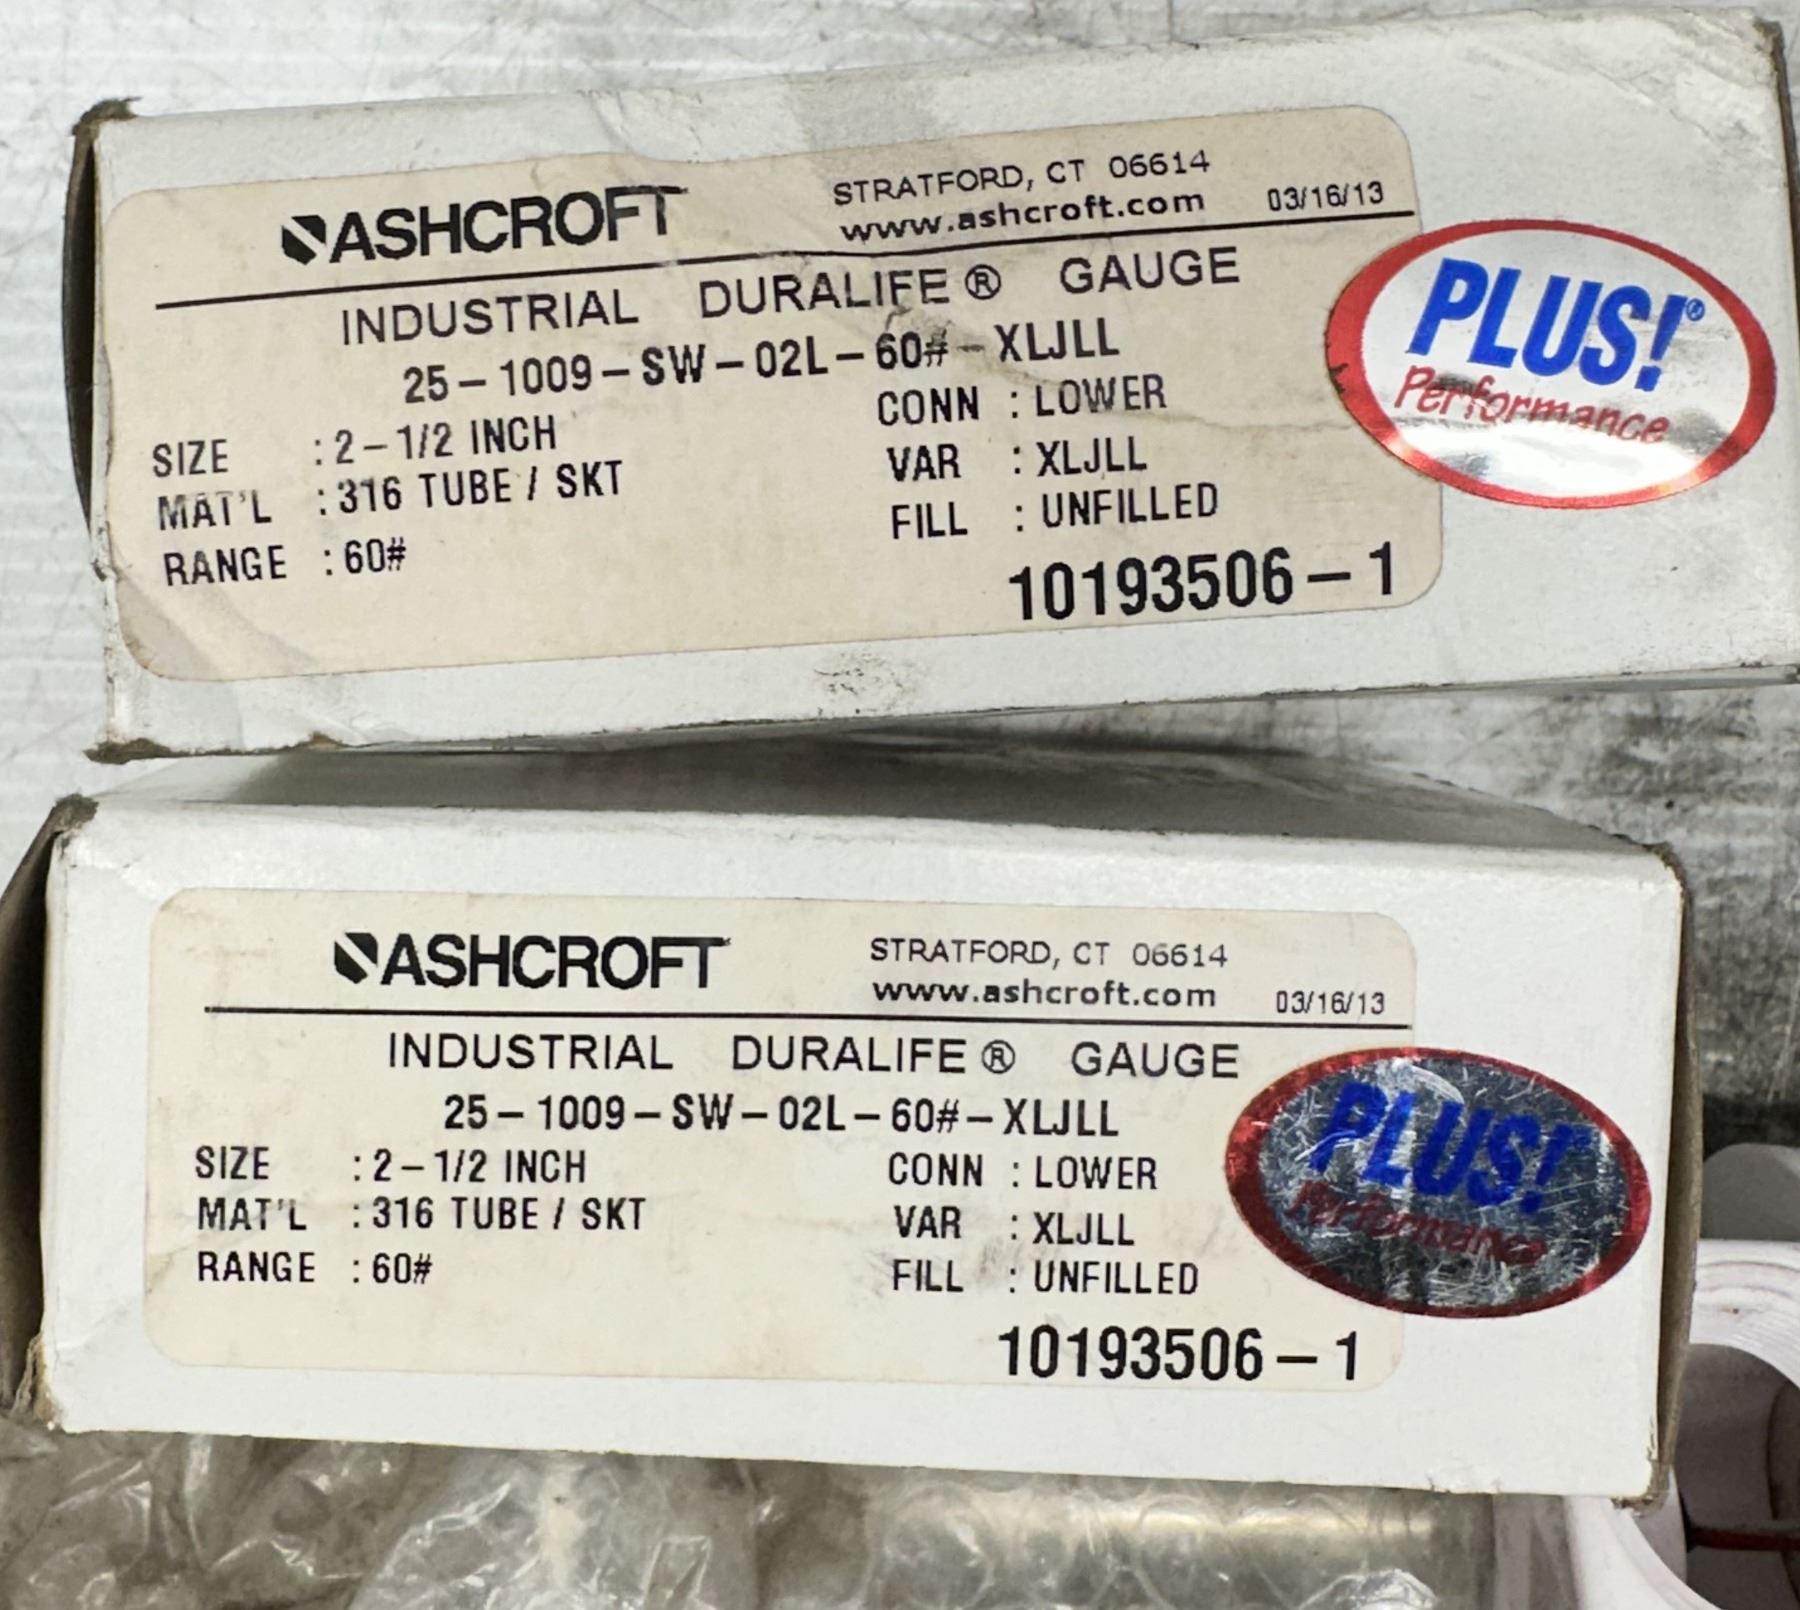 ASHCROFT
STRATFORD, CT 06614
www.ashcroft.com 03/16/13
INDUSTRIAL DURALIFE® GAUGE
25-1009-SW-02L-60#-XLJLL
SIZE : 2-1/2 INCH CONN : LOWER
MAT'L : 316 TUBE / SKT VAR : XLJLL
RANGE : 60# FILL : UNFILLED
10193506-1
PLUS!®
Performance
ASHCROFT
STRATFORD, CT 06614
www.ashcroft.com 03/16/13
INDUSTRIAL DURALIFE® GAUGE
25-1009-SW-02L-60#-XLJLL
SIZE : 2-1/2 INCH CONN : LOWER
MAT'L : 316 TUBE / SKT VAR : XLJLL
RANGE : 60# FILL : UNFILLED
10193506-1
PLUS!
Performance